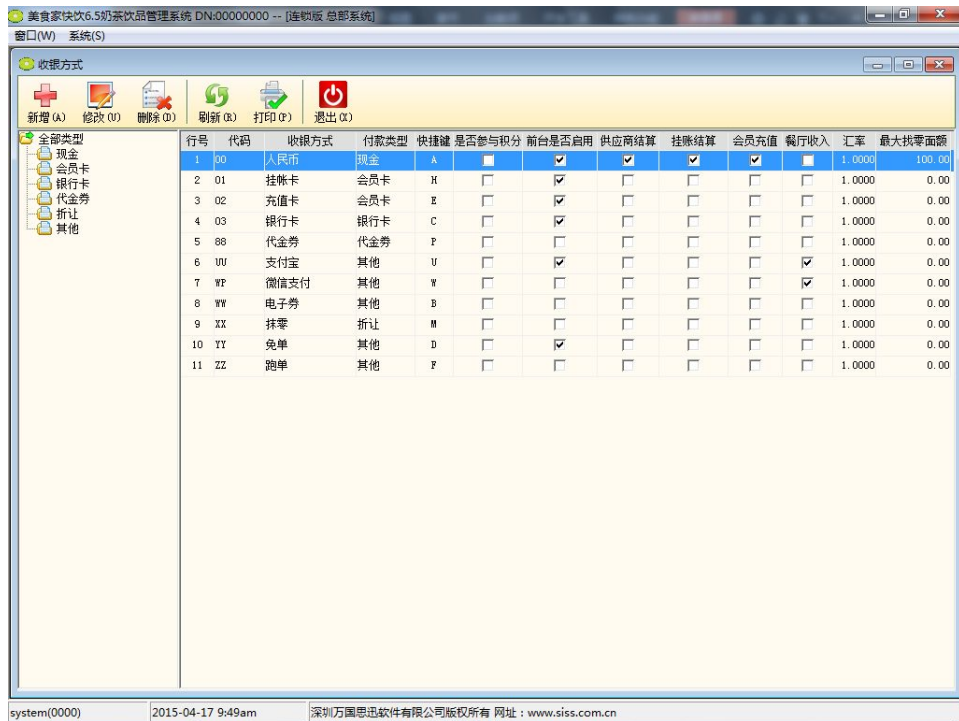 美食家快饮6.5奶茶饮品管理系统 DN:00000000 -- [连锁版 总部系统]
窗口(W) 系统(S)
收银方式
新增(A) 修改(U) 删除(D) 刷新(R) 打印(P) 退出(X)
全部类型
现金
会员卡
银行卡
代金券
折让
其他
行号 代码 收银方式 付款类型 快捷键 是否参与积分 前台是否启用 供应商结算 挂账结算 会员充值 餐厅收入 汇率 最大找零面额
1 00 人民币 现金 A 1.0000 100.00
2 01 挂帐卡 会员卡 H 1.0000 0.00
3 02 充值卡 会员卡 E 1.0000 0.00
4 03 银行卡 银行卡 C 1.0000 0.00
5 88 代金券 代金券 P 1.0000 0.00
6 UU 支付宝 其他 U 1.0000 0.00
7 WP 微信支付 其他 W 1.0000 0.00
8 WW 电子券 其他 B 1.0000 0.00
9 XX 抹零 折让 M 1.0000 0.00
10 YY 免单 其他 D 1.0000 0.00
11 ZZ 跑单 其他 F 1.0000 0.00
system(0000) 2015-04-17 9:49am 深圳万国思迅软件有限公司版权所有 网址：www.siss.com.cn